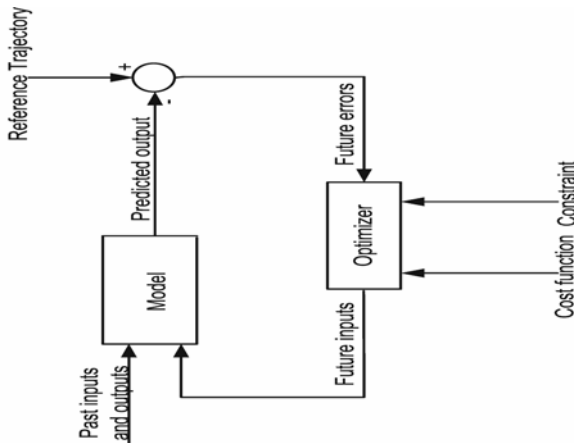 Past inputs
and outputs
Model
Predicted output
+
-
Reference Trajectory
Future inputs
Optimizer
Future errors
Cost function Constraint